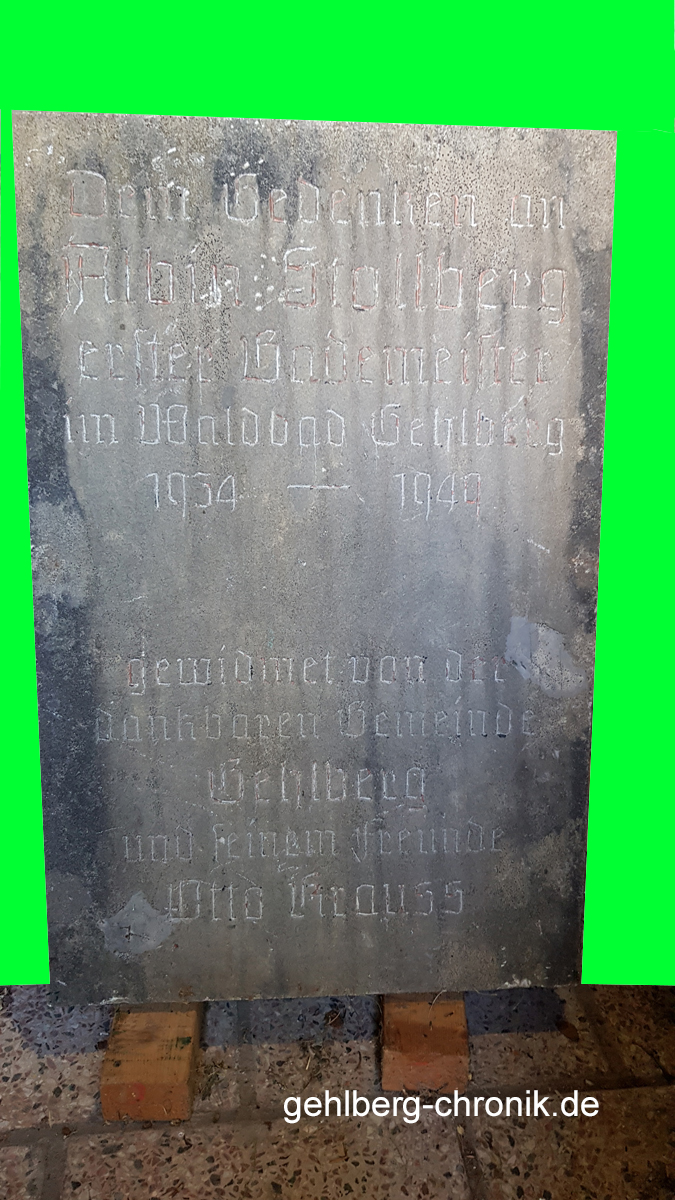 Dem Gedenken an
Albin Stollberg
erster Bademeister
im Waldbad Gehlberg
1934 — 1949
gewidmet von der
dankbaren Gemeinde
Gehlberg
und seinem Freunde
Otto Krauss
gehlberg-chronik.de